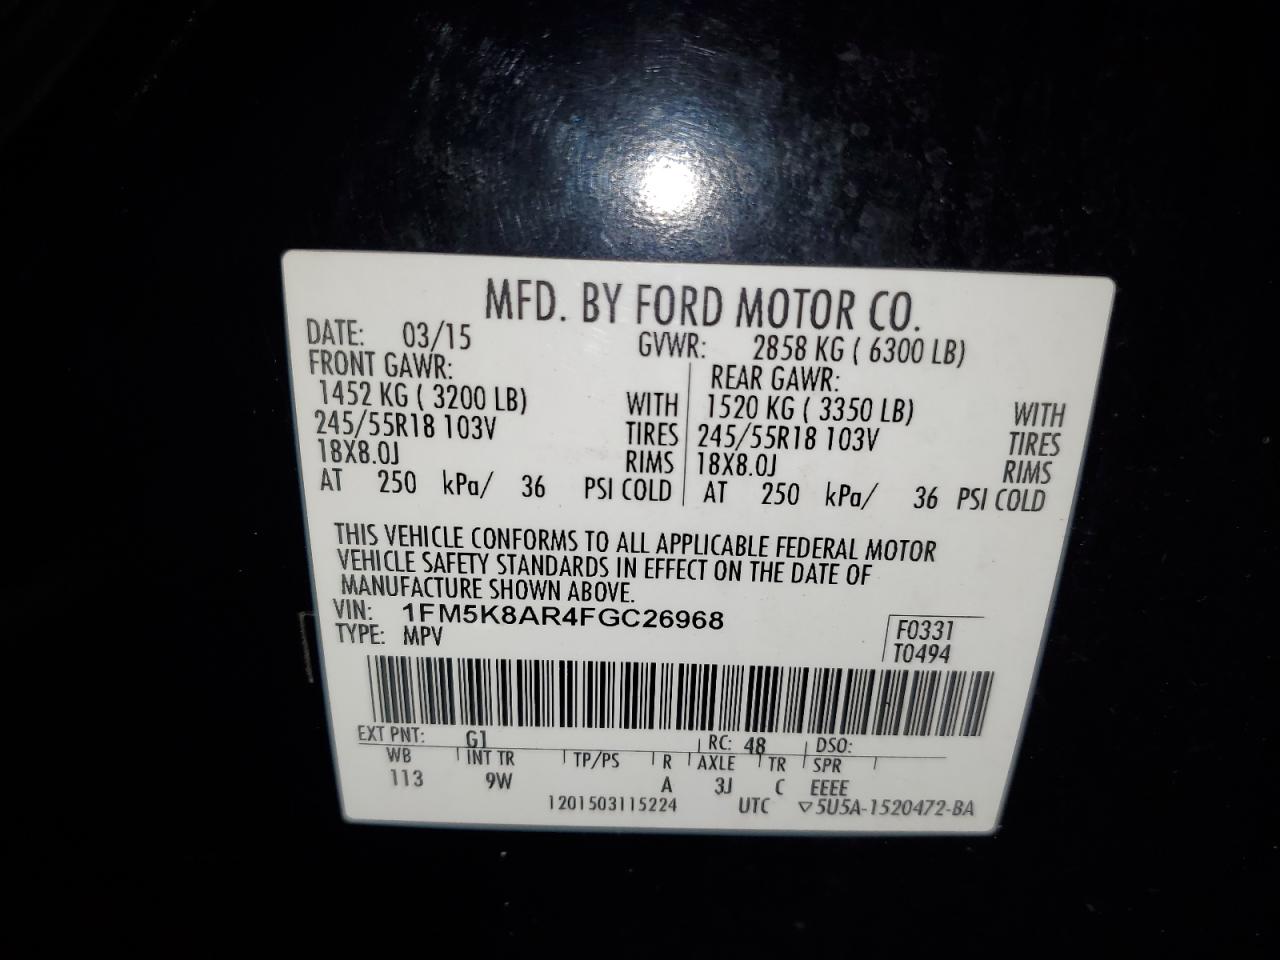 MFD. BY FORD MOTOR CO.
DATE: 03/15 GVWR: 2858 KG ( 6300 LB)
FRONT GAWR: REAR GAWR:
1452 KG ( 3200 LB) WITH 1520 KG ( 3350 LB) WITH
245/55R18 103V TIRES 245/55R18 103V TIRES
18X8.0J RIMS 18X8.0J RIMS
AT 250 kPa/ 36 PSI COLD AT 250 kPa/ 36 PSI COLD
THIS VEHICLE CONFORMS TO ALL APPLICABLE FEDERAL MOTOR
VEHICLE SAFETY STANDARDS IN EFFECT ON THE DATE OF
MANUFACTURE SHOWN ABOVE.
VIN: 1FM5K8AR4FGC26968 F0331
TYPE: MPV T0494
EXT PNT: G1 RC: 48 DSO:
WB INT TR TP/PS R AXLE TR SPR
113 9W A 3J C EEEE
1201503115224 UTC ▽5U5A-1520472-BA